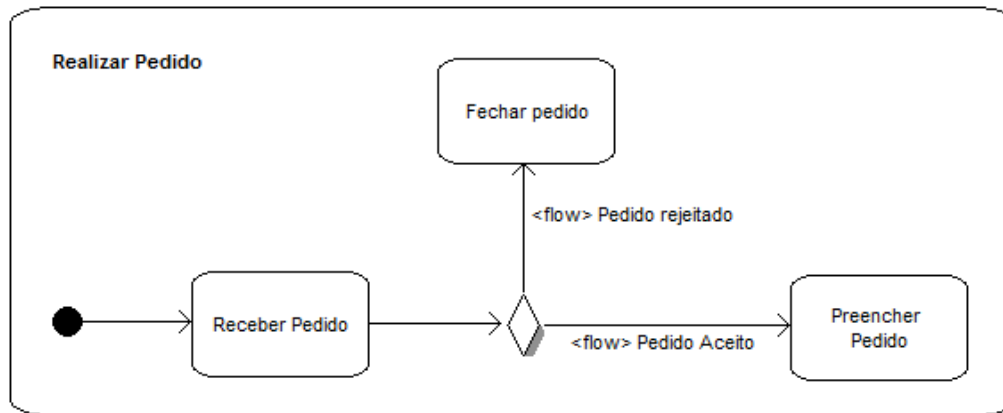 Realizar Pedido
Fechar pedido
<flow> Pedido rejeitado
Receber Pedido
<flow> Pedido Aceito
Preencher
Pedido